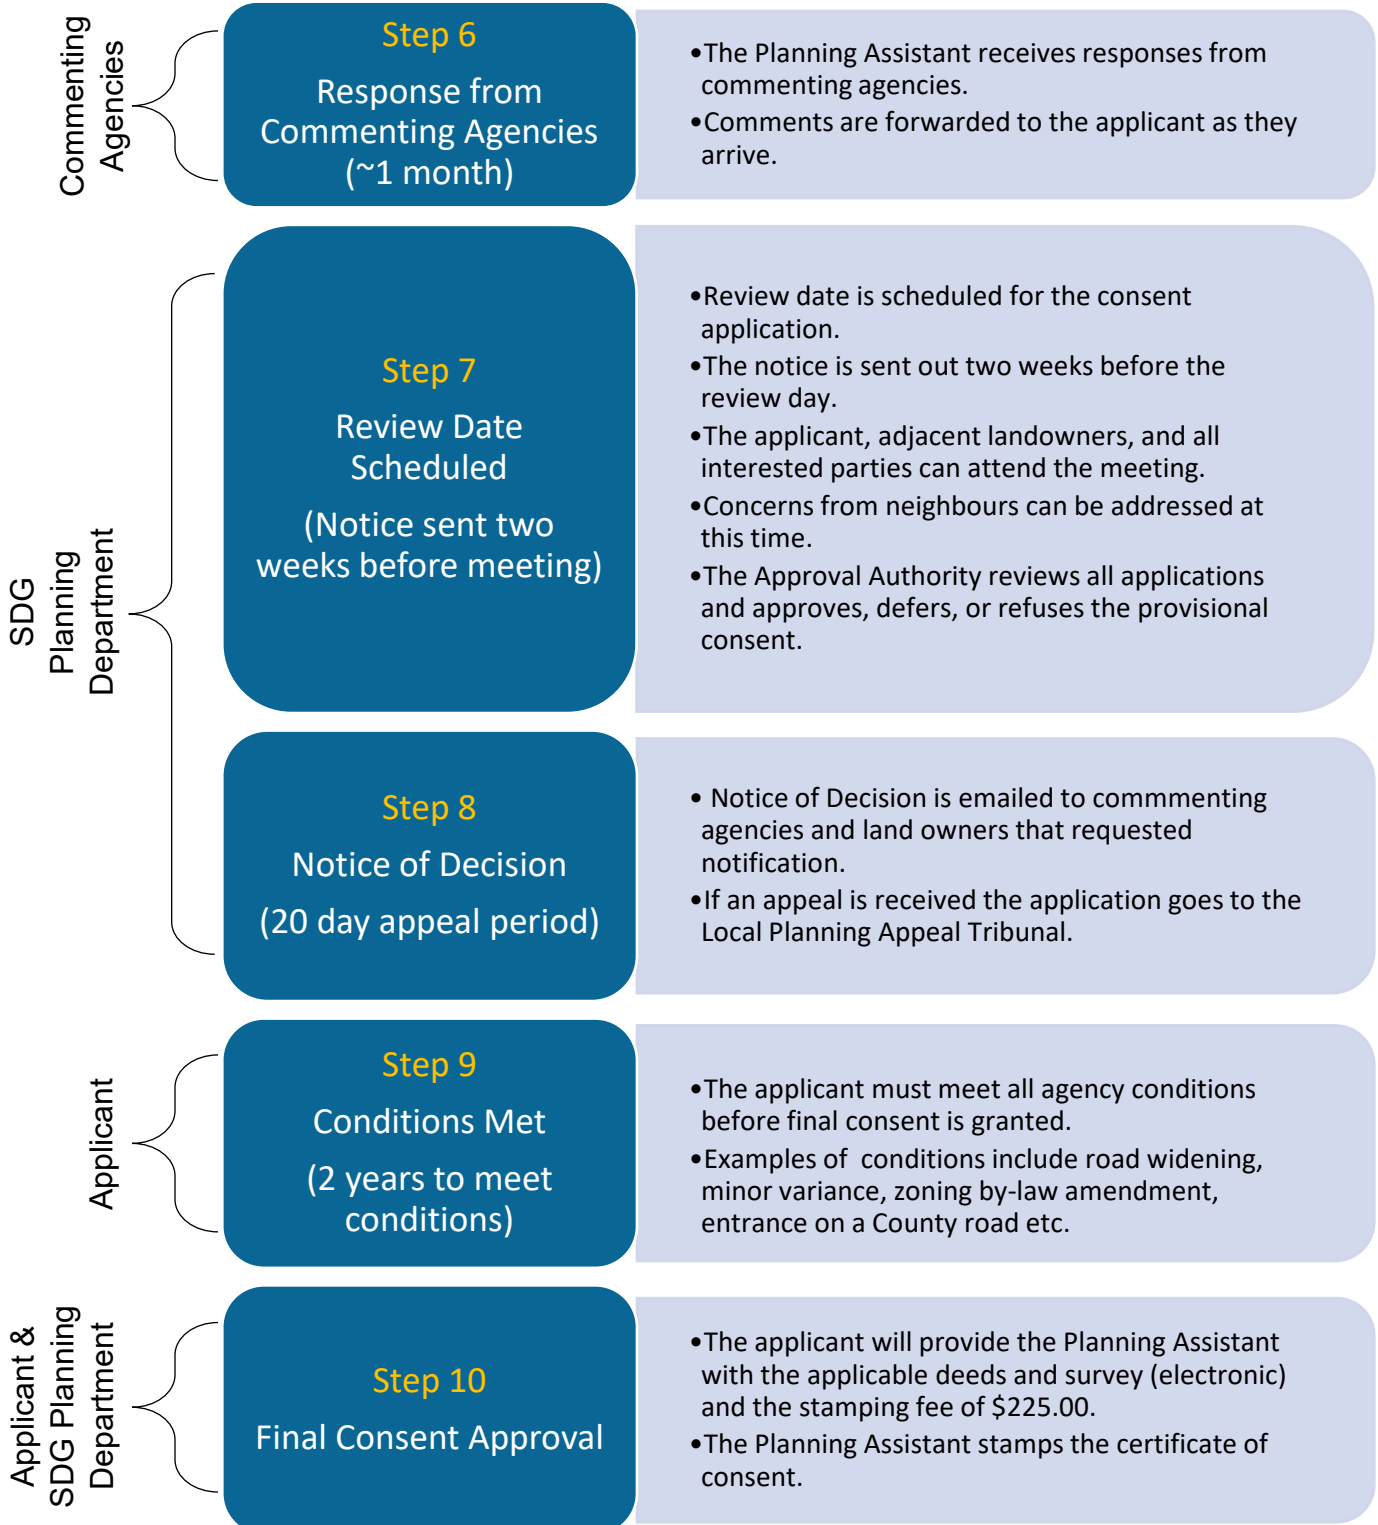 Commenting
Agencies
Step 6
Response from
Commenting Agencies
(~1 month)
•The Planning Assistant receives responses from
commenting agencies.
•Comments are forwarded to the applicant as they
arrive.
SDG
Planning
Department
Step 7
Review Date
Scheduled
(Notice sent two
weeks before meeting)
•Review date is scheduled for the consent
application.
•The notice is sent out two weeks before the
review day.
•The applicant, adjacent landowners, and all
interested parties can attend the meeting.
•Concerns from neighbours can be addressed at
this time.
•The Approval Authority reviews all applications
and approves, defers, or refuses the provisional
consent.
Step 8
Notice of Decision
(20 day appeal period)
• Notice of Decision is emailed to commmenting
agencies and land owners that requested
notification.
•If an appeal is received the application goes to the
Local Planning Appeal Tribunal.
Applicant
Step 9
Conditions Met
(2 years to meet
conditions)
•The applicant must meet all agency conditions
before final consent is granted.
•Examples of  conditions include road widening,
minor variance, zoning by-law amendment,
entrance on a County road etc.
Applicant &
SDG Planning
Department
Step 10
Final Consent Approval
•The applicant will provide the Planning Assistant
with the applicable deeds and survey (electronic)
and the stamping fee of $225.00.
•The Planning Assistant stamps the certificate of
consent.